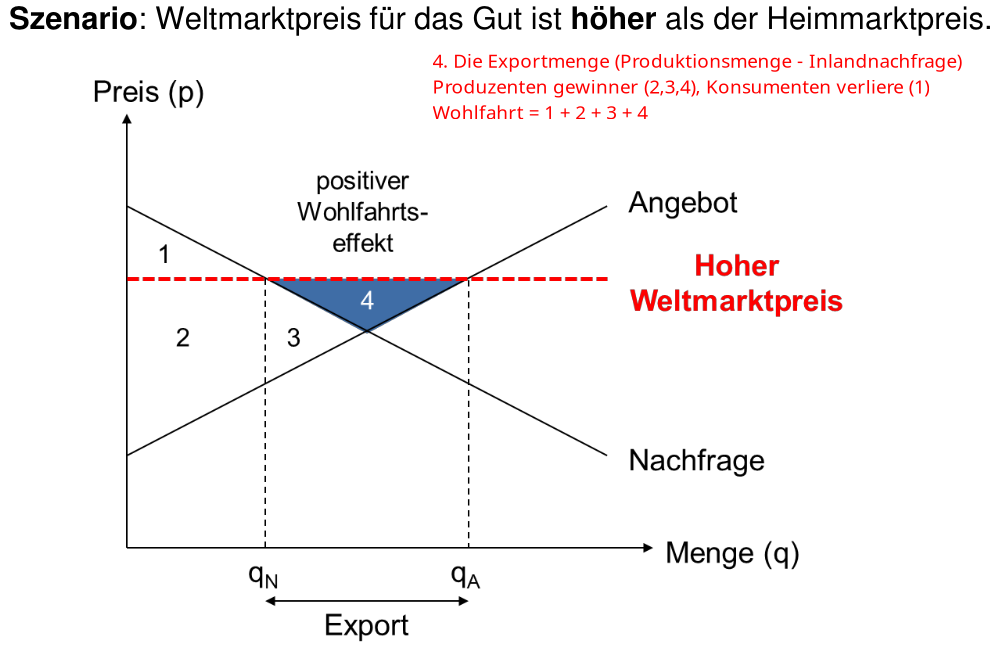 Szenario: Weltmarktpreis für das Gut ist höher als der Heimmarktpreis.
4. Die Exportmenge (Produktionsmenge - Inlandnachfrage)
Produzenten gewinner (2,3,4), Konsumenten verliere (1)
Wohlfahrt = 1 + 2 + 3 + 4
Preis (p)
positiver
Wohlfahrts-
effekt
Angebot
1
Hoher
Weltmarktpreis
4
2
3
Nachfrage
Menge (q)
qN
qA
Export